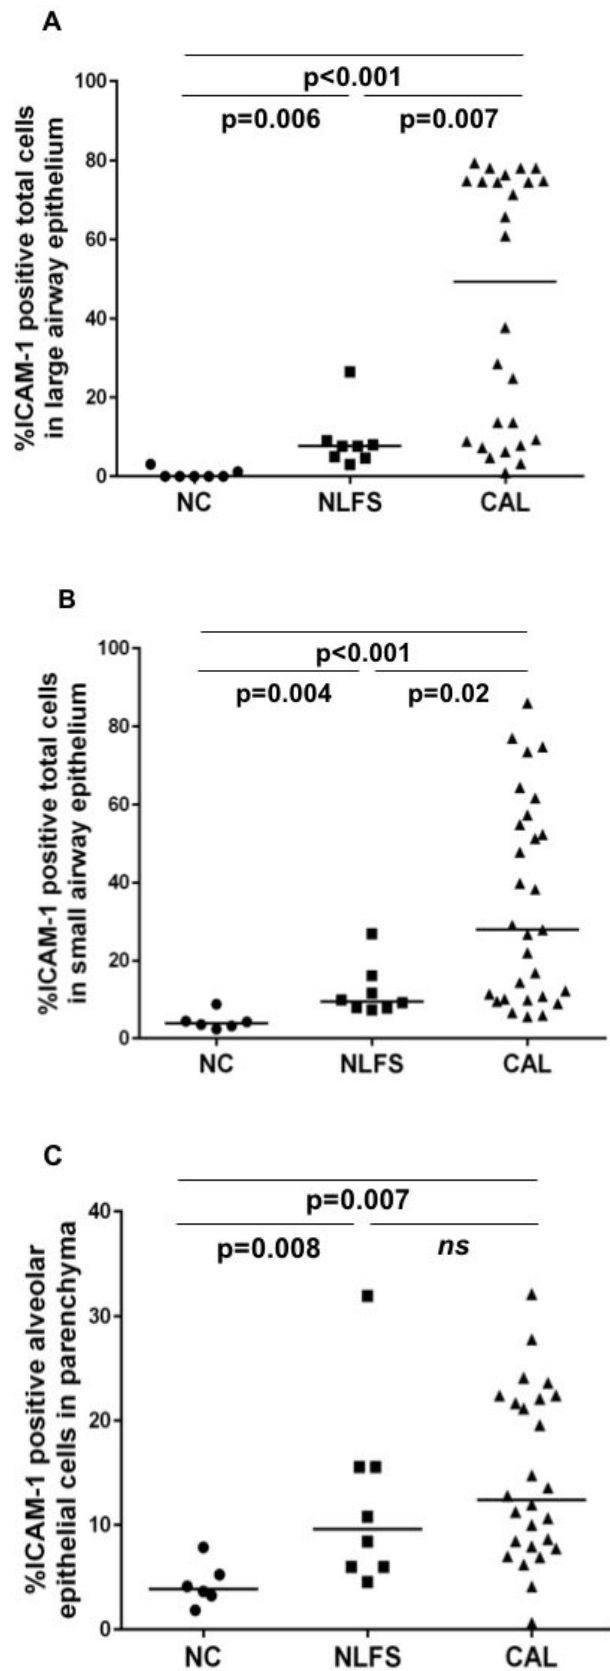 A
p<0.001
p=0.006 p=0.007
%ICAM-1 positive total cells
in large airway epithelium
100
80
60
40
20
0
NC NLFS CAL
B
p<0.001
p=0.004 p=0.02
%ICAM-1 positive total cells
in small airway epithelium
100
80
60
40
20
0
NC NLFS CAL
C
p=0.007
p=0.008 ns
%ICAM-1 positive alveolar
epithelial cells in parenchyma
40
30
20
10
0
NC NLFS CAL